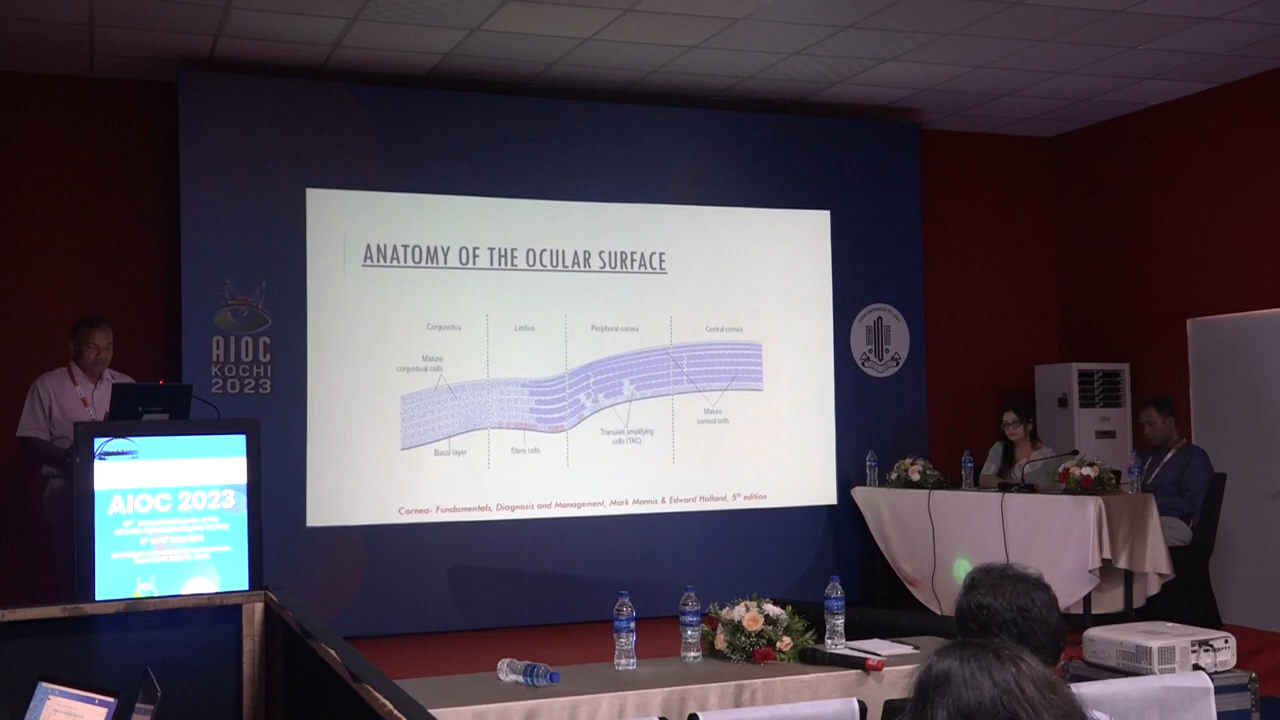 ANATOMY OF THE OCULAR SURFACE
Conjunctiva
Limbus
Peripheral cornea
Central cornea
Mature
conjunctival cells
Basal layer
Stem cells
Transient amplifying
cells (TAC)
Mature
corneal cells
Cornea- Fundamentals, Diagnosis and Management, Mark Mannis & Edward Holland, 5th edition
AIOC
KOCHI
2023
AIOC 2023